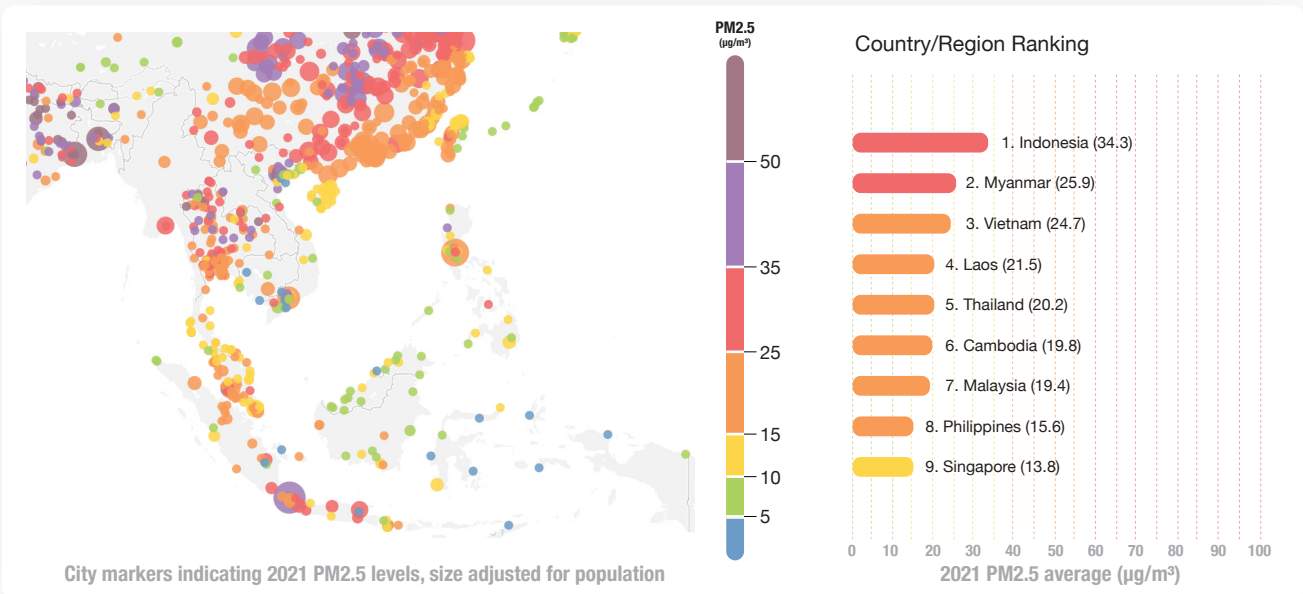 PM2.5
(µg/m³)
50
35
25
15
10
5
City markers indicating 2021 PM2.5 levels, size adjusted for population
Country/Region Ranking
1. Indonesia (34.3)
2. Myanmar (25.9)
3. Vietnam (24.7)
4. Laos (21.5)
5. Thailand (20.2)
6. Cambodia (19.8)
7. Malaysia (19.4)
8. Philippines (15.6)
9. Singapore (13.8)
0 10 20 30 40 50 60 70 80 90 100
2021 PM2.5 average (µg/m³)